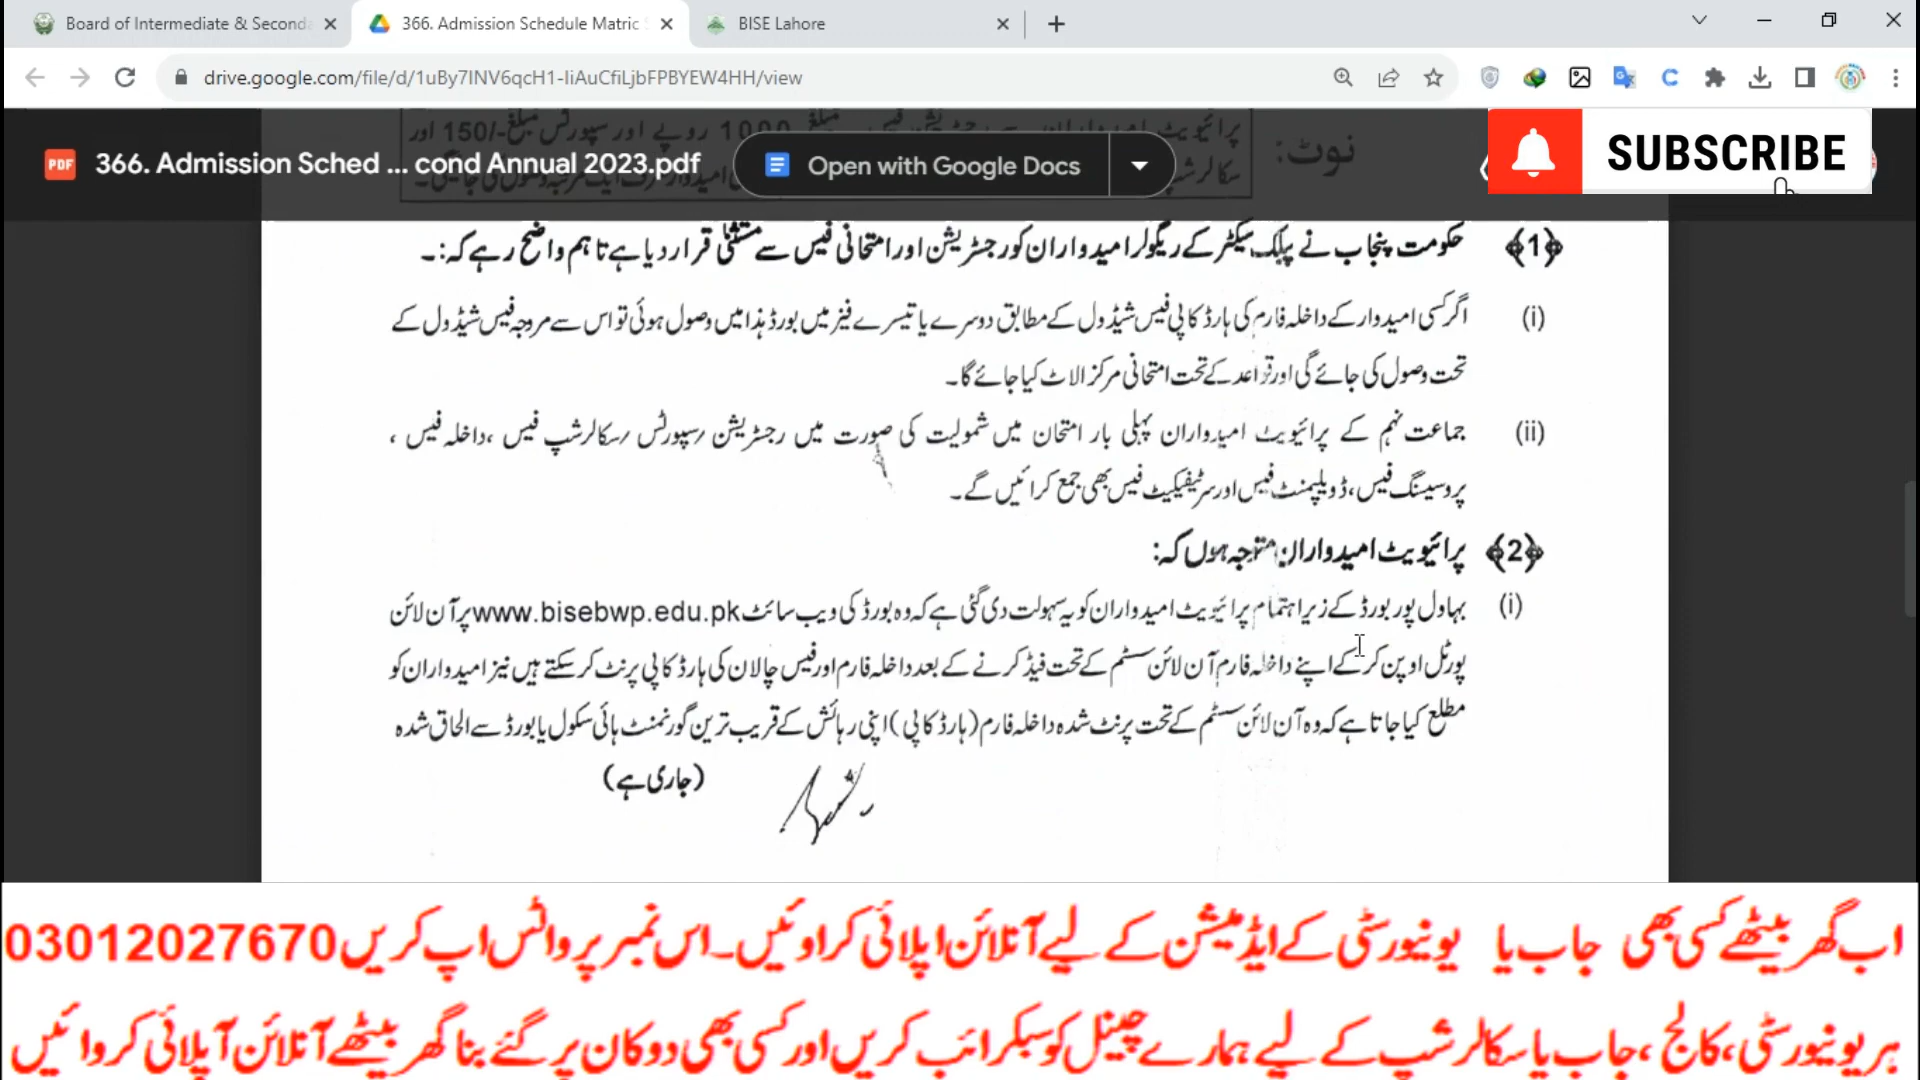 Board of Intermediate & Seconda
366. Admission Schedule Matric S
BISE Lahore
drive.google.com/file/d/1uBy7INV6qcH1-IiAuCfiLjbFPBYEW4HH/view
نوٹ:
روپے اور سپورٹس مبلغ -/150 اور
PDF
366. Admission Sched ... cond Annual 2023.pdf
Open with Google Docs
SUBSCRIBE
﴿1﴾ حکومت پنجاب نے پبلک سیکٹر کے ریگولر امیدواران کو رجسٹریشن اور امتحانی فیس سے مستثنیٰ قرار دیا ہے تاہم واضح رہے کہ:۔
(i) اگر کسی امیدوار کے داخلہ فارم کی ہارڈ کاپی فیس شیڈول کے مطابق دوسرے یا تیسرے فیز میں بورڈ ہذا میں وصول ہوئی تو اس سے مروجہ فیس شیڈول کے
تحت وصول کی جائے گی اور قواعد کے تحت امتحانی مرکز الاٹ کیا جائے گا۔
(ii) جماعت نہم کے پرائیویٹ امیدواران پہلی بار امتحان میں شمولیت کی صورت میں رجسٹریشن / سپورٹس / سکالرشپ فیس ، داخلہ فیس ،
پروسیسنگ فیس، ڈویلپمنٹ فیس اور سرٹیفکیٹ فیس بھی جمع کرائیں گے۔
﴿2﴾ پرائیویٹ امیدواران متوجہ ہوں کہ:
(i) بہاول پور بورڈ کے زیر اہتمام پرائیویٹ امیدواران کو یہ سہولت دی گئی ہے کہ وہ بورڈ کی ویب سائٹ www.bisebwp.edu.pk پر آن لائن
پورٹل اوپن کر کے اپنے داخلہ فارم آن لائن سسٹم کے تحت فیڈ کرنے کے بعد داخلہ فارم اور فیس چالان کی ہارڈ کاپی پرنٹ کر سکتے ہیں نیز امیدواران کو
مطلع کیا جاتا ہے کہ وہ آن لائن سسٹم کے تحت پرنٹ شدہ داخلہ فارم (ہارڈ کاپی) اپنی رہائش کے قریب ترین گورنمنٹ ہائی سکول یا بورڈ سے الحاق شدہ
(جاری ہے)
اب گھر بیٹھے کسی بھی جاب یا یونیورسٹی کے ایڈمیشن کے لیے آنلائن اپلائی کراوئیں۔ اس نمبر پر واٹس اپ کریں 03012027670
ہر یونیورسٹی، کالج ، جاب یا سکالرشپ کے لیے ہمارے چینل کو سبکرائب کریں اور کسی بھی دوکان پر گئے بنا گھر بیٹھے آنلائن آپلائی کروائیں